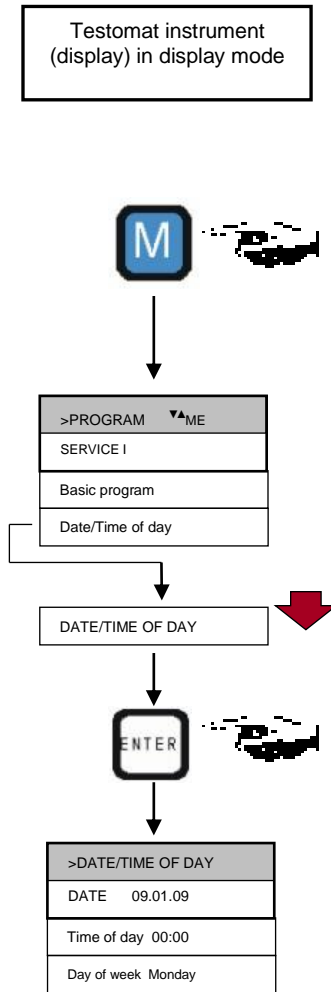 Testomat instrument
(display) in display mode
M
>PROGRAM ▼▲ME
SERVICE I
Basic program
Date/Time of day
DATE/TIME OF DAY
ENTER
>DATE/TIME OF DAY
DATE 09.01.09
Time of day 00:00
Day of week Monday